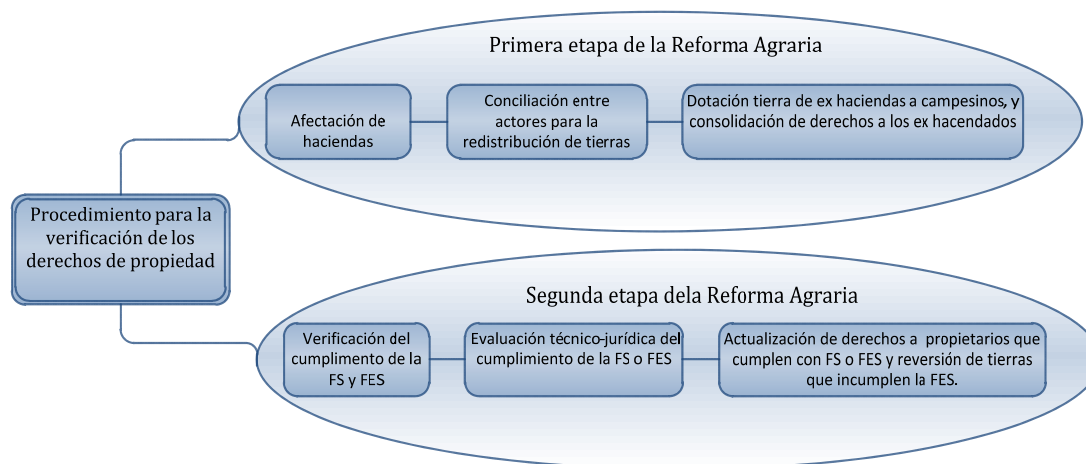 Primera etapa de la Reforma Agraria
Afectación de
haciendas
Conciliación entre
actores para la
redistribución de tierras
Dotación tierra de ex haciendas a campesinos, y
consolidación de derechos a los ex hacendados
Procedimiento para la
verificación de los
derechos de propiedad
Segunda etapa dela Reforma Agraria
Verificación del
cumplimento de la
FS y FES
Evaluación técnico-jurídica del
cumplimiento de la FS o FES
Actualización de derechos a propietarios que
cumplen con FS o FES y reversión de tierras
que incumplen la FES.